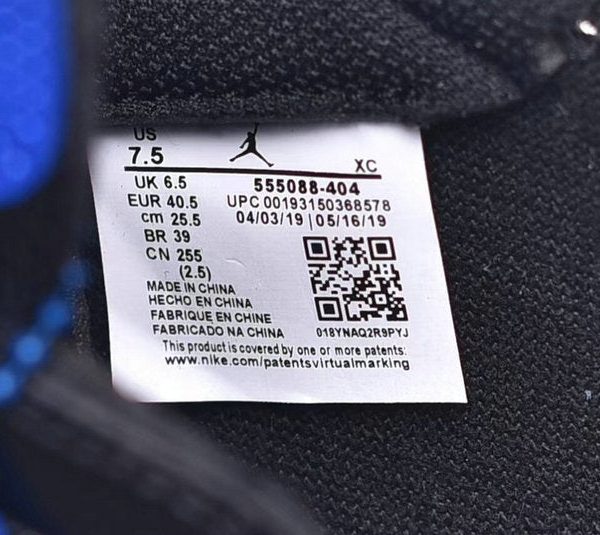 US
7.5
XC
UK 6.5
EUR 40.5
cm 25.5
BR 39
CN 255
(2.5)
555088-404
UPC 00193150368578
04/03/19 | 05/16/19
MADE IN CHINA
HECHO EN CHINA
FABRIQUE EN CHINE
FABRICADO NA CHINA
018YNAQ2R9PYJ
This product is covered by one or more patents:
www.nike.com/patentsvirtualmarking